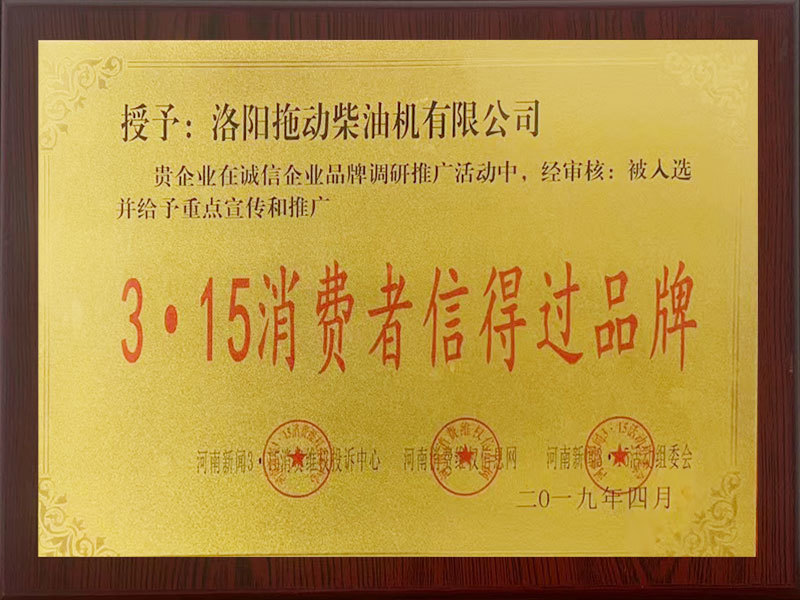 授予：洛阳拖动柴油机有限公司
贵企业在诚信企业品牌调研推广活动中，经审核：被入选
并给予重点宣传和推广
3·15消费者信得过品牌
河南新闻3·15消费维权投诉中心 河南消费维权信息网 河南新闻3·15活动组委会
二〇一九年四月